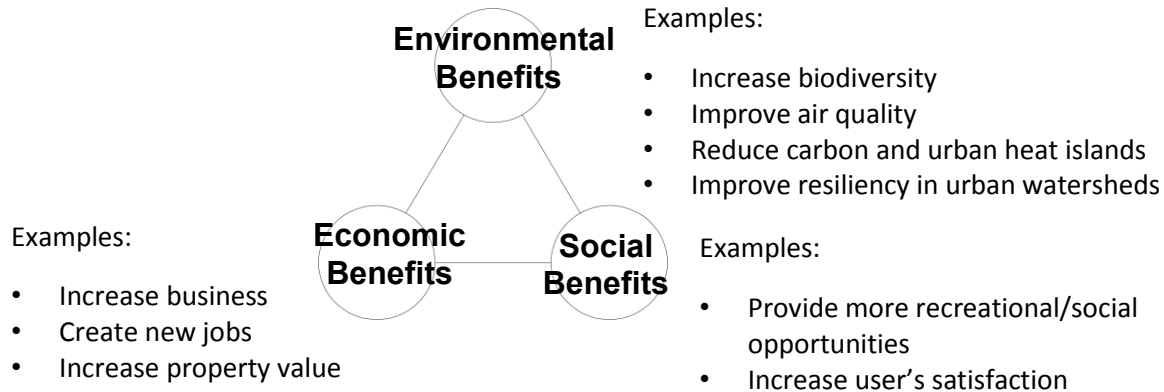 Environmental
Benefits
Examples:
• Increase biodiversity
• Improve air quality
• Reduce carbon and urban heat islands
• Improve resiliency in urban watersheds
Examples:
• Increase business
• Create new jobs
• Increase property value
Economic
Benefits
Social
Benefits
Examples:
• Provide more recreational/social
opportunities
• Increase user’s satisfaction